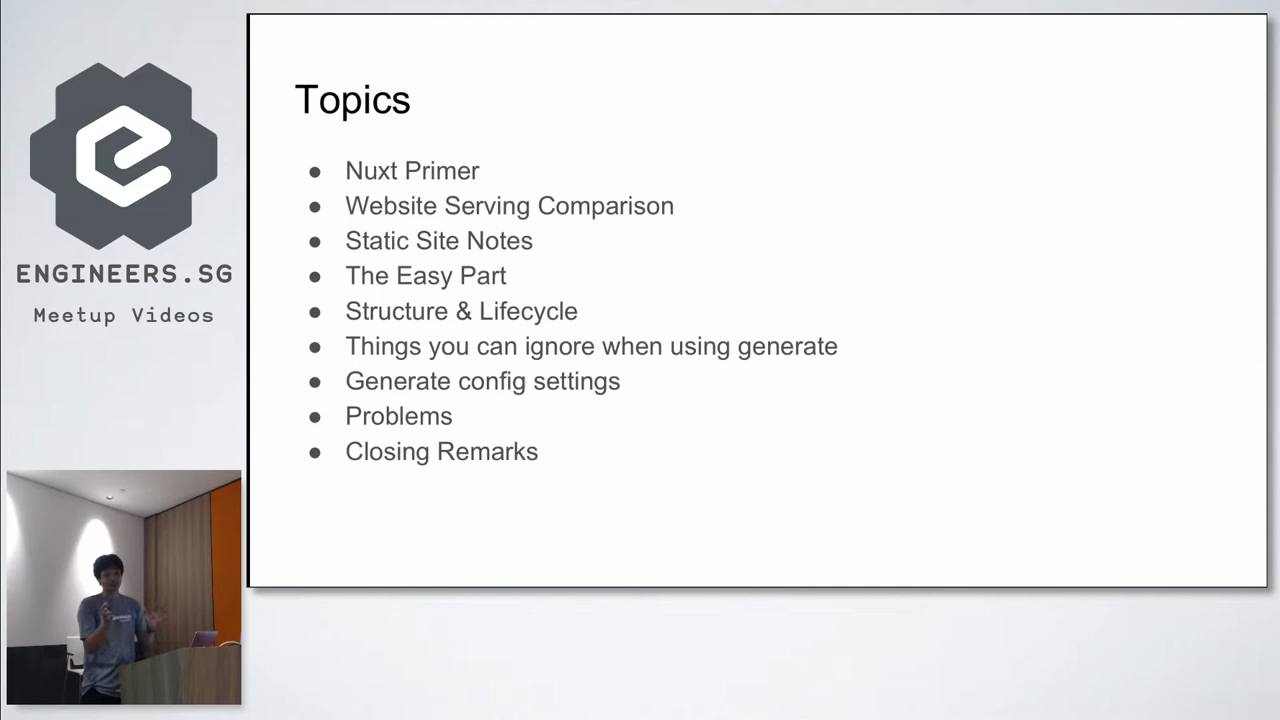 ENGINEERS.SG
Meetup Videos
Topics
● Nuxt Primer
● Website Serving Comparison
● Static Site Notes
● The Easy Part
● Structure & Lifecycle
● Things you can ignore when using generate
● Generate config settings
● Problems
● Closing Remarks